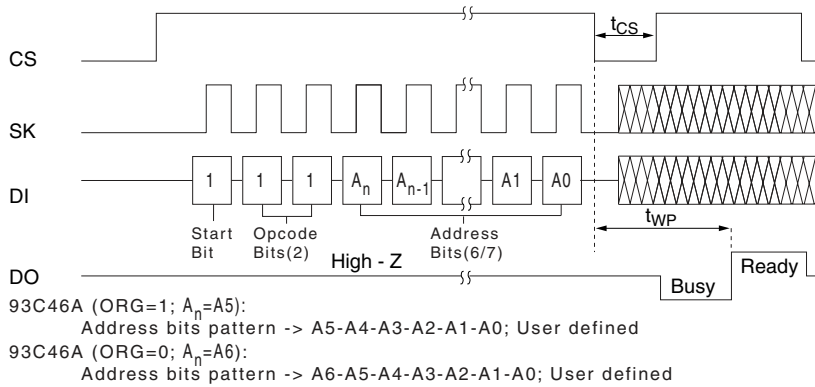 tCS
CS
SK
DI
1 1 1 An An-1 A1 A0
Start Bit
Opcode Bits(2)
Address Bits(6/7)
tWP
High - Z
DO
Busy
Ready
93C46A (ORG=1; An=A5):
Address bits pattern -> A5-A4-A3-A2-A1-A0; User defined
93C46A (ORG=0; An=A6):
Address bits pattern -> A6-A5-A4-A3-A2-A1-A0; User defined